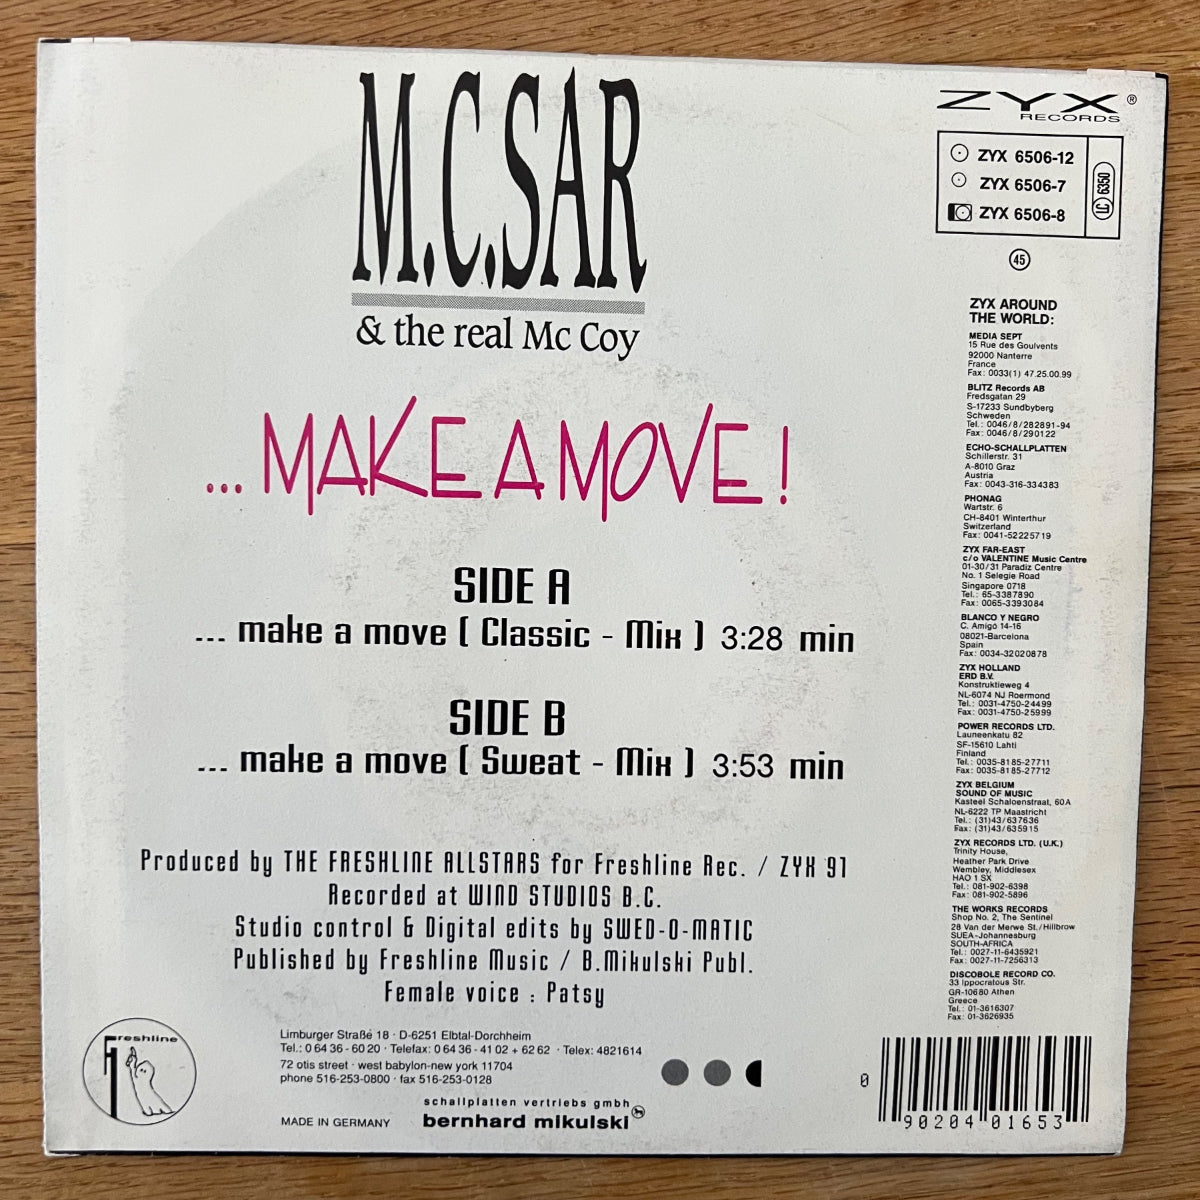 M.C.SAR
& the real Mc Coy
... MAKE A MOVE!
SIDE A
... make a move ( Classic - Mix ) 3:28 min
SIDE B
... make a move ( Sweat - Mix ) 3:53 min
Produced by THE FRESHLINE ALLSTARS for Freshline Rec. / ZYX 91
Recorded at WIND STUDIOS B.C.
Studio control & Digital edits by SWED-O-MATIC
Published by Freshline Music / B.Mikulski Publ.
Female voice : Patsy
Freshline
Limburger Straße 18 · D-6251 Elbtal-Dorchheim
Tel.: 0 64 36 - 60 20 · Telefax: 0 64 36 - 41 02 + 62 62 · Telex: 4821614
72 otis street · west babylon-new york 11704
phone 516-253-0800 · fax 516-253-0128
MADE IN GERMANY
schallplatten vertriebs gmbh
bernhard mikulski
ZYX ®
RECORDS
ZYX 6506-12
ZYX 6506-7
ZYX 6506-8
LC 6350
45
ZYX AROUND
THE WORLD:
MEDIA SEPT
15 Rue des Goulvents
92000 Nanterre
France
Fax: 0033(1) 47.25.00.99
BLITZ Records AB
Fredsgatan 29
S-17233 Sundbyberg
Schweden
Tel.: 0046/8/282891-94
Fax: 0046/8/290122
ECHO-SCHALLPLATTEN
Schillerstr. 31
A-8010 Graz
Austria
Fax: 0043-316-334383
PHONAG
Wartstr. 6
CH-8401 Winterthur
Switzerland
Fax: 0041-52225719
ZYX FAR-EAST
c/o VALENTINE Music Centre
01-30/31 Paradiz Centre
No. 1 Selegie Road
Singapore 0718
Tel.: 65-3387890
Fax: 0065-3393084
BLANCO Y NEGRO
C. Amigó 14-16
08021-Barcelona
Spain
Fax: 0034-32020878
ZYX HOLLAND
ERD B.V.
Konstruktieweg 4
NL-6074 NJ Roermond
Tel.: 0031-4750-24499
Fax: 0031-4750-25999
POWER RECORDS LTD.
Launeenkatu 82
SF-15610 Lahti
Finland
Tel.: 0035-8185-27711
Fax: 0035-8185-27712
ZYX BELGIUM
SOUND OF MUSIC
Kasteel Schaloenstraat, 60A
NL-6222 TP Maastricht
Tel.: (31)43/637636
Fax: (31)43/635915
ZYX RECORDS LTD. (U.K.)
Trinity House,
Heather Park Drive
Wembley, Middlesex
HAO 1 SX
Tel.: 081-902-6398
Fax: 081-902-5896
THE WORKS RECORDS
Shop No. 2, The Sentinel
28 Van der Merwe St./Hillbrow
SUEA-Johannesburg
SOUTH-AFRICA
Tel.: 0027-11-6435921
Fax: 0027-11-7256313
DISCOBOLE RECORD CO.
33 Ippocratous Str.
GR-10680 Athen
Greece
Tel.: 01-3616307
Fax: 01-3626935
0 90204 01653